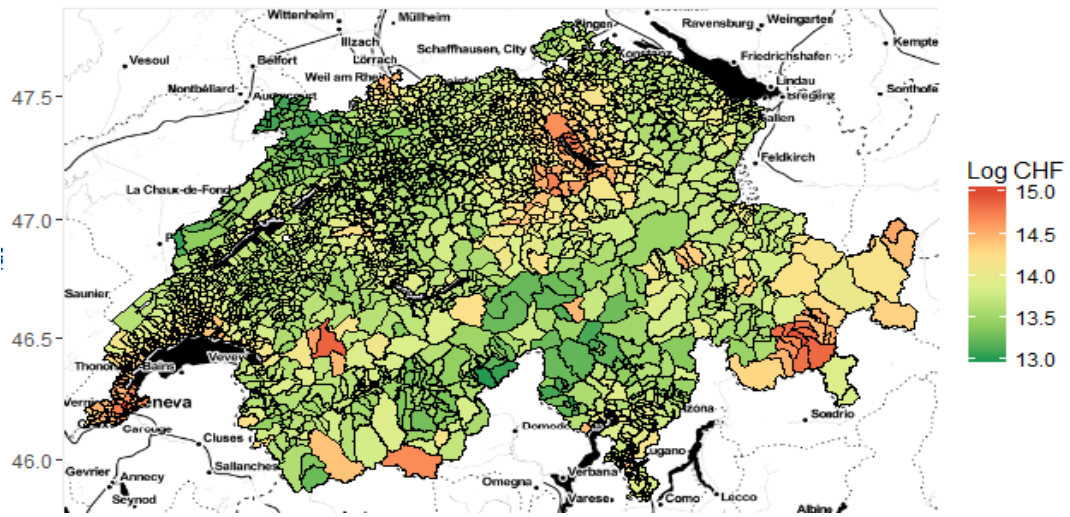 Wittenheim
Müllheim
Ravensburg
Weingarten
Illzach
Singen
Kempte
Vesoul
Belfort
Lörrach
Schaffhausen, City
Konstanz
Friedrichshafen
Weil am Rhe
Lindau
Montbéliard
Bregenz
Sonthofe
47.5
Audincourt
Gallen
Feldkirch
La Chaux-de-Fond
Log CHF
15.0
47.0
14.5
14.0
Saunier,
13.5
46.5
Vevey
13.0
Thonon
Bains
Geneva
Sondrio
Carouge
Cluses
Domodo
46.0
Sallanches
Lugano
Gevrier
Annecy
Omegna
Verbania
Seynod
Varese
Como
Lecco
Albino